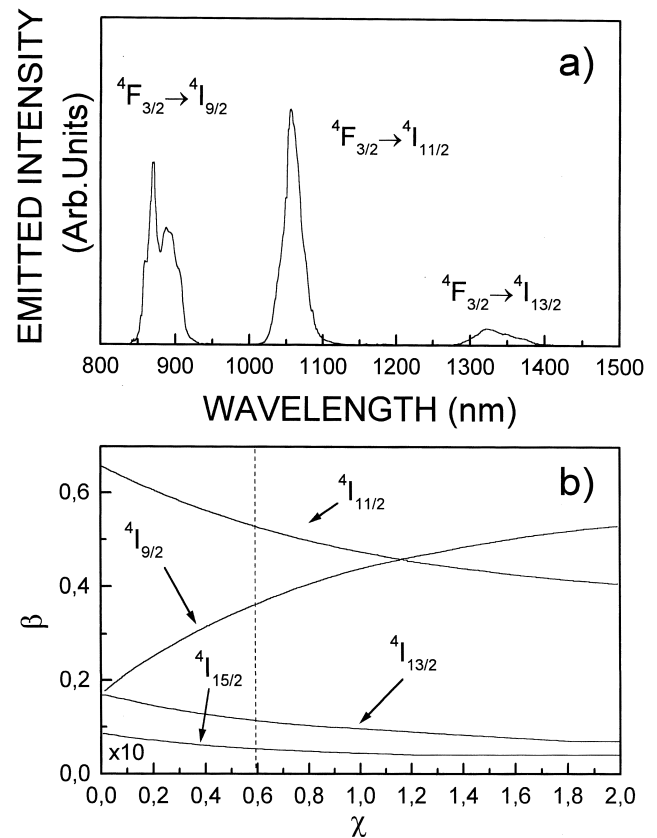 EMITTED INTENSITY
(Arb.Units)
a)
⁴F₃/₂→⁴I₉/₂
⁴F₃/₂→⁴I₁₁/₂
⁴F₃/₂→⁴I₁₃/₂
800 900 1000 1100 1200 1300 1400 1500
WAVELENGTH (nm)
b)
⁴I₁₁/₂
⁴I₉/₂
⁴I₁₅/₂
⁴I₁₃/₂
x10
β
0,6
0,4
0,2
0,0
0,0 0,2 0,4 0,6 0,8 1,0 1,2 1,4 1,6 1,8 2,0
χ